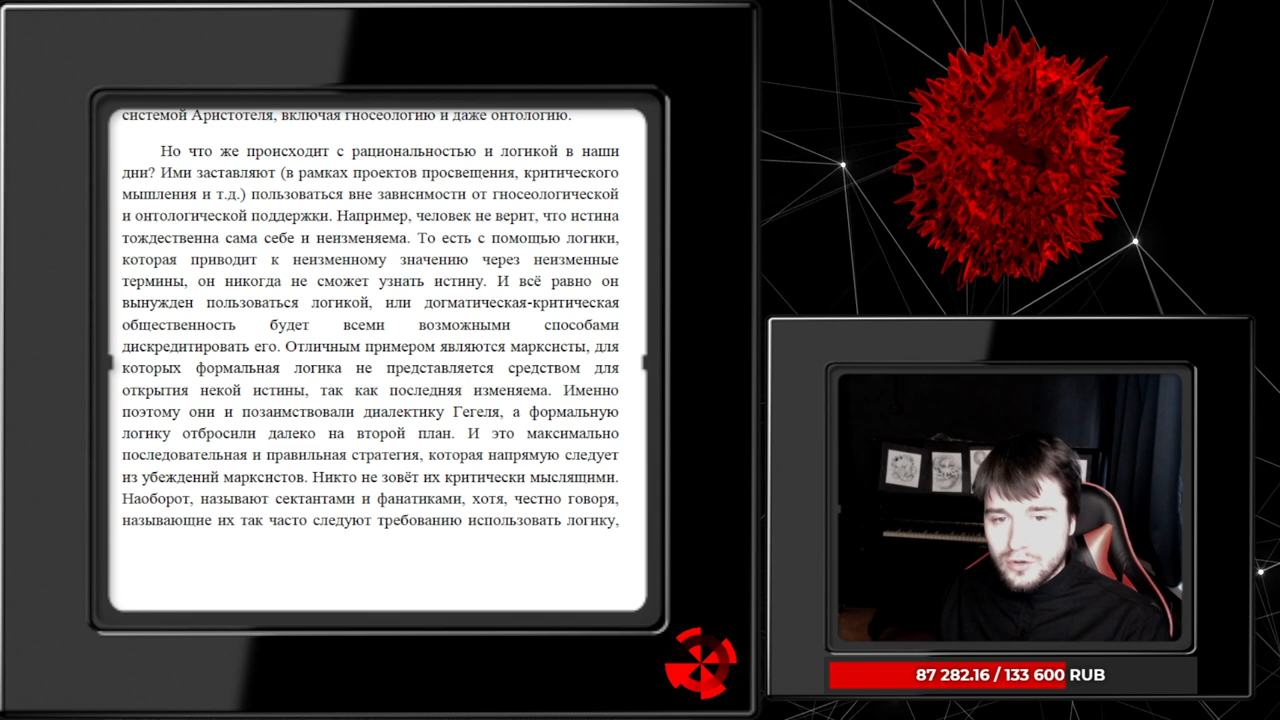 системой Аристотеля, включая гносеологию и даже онтологию.
Но что же происходит с рациональностью и логикой в наши
дни? Ими заставляют (в рамках проектов просвещения, критического
мышления и т.д.) пользоваться вне зависимости от гносеологической
и онтологической поддержки. Например, человек не верит, что истина
тождественна сама себе и неизменяема. То есть с помощью логики,
которая приводит к неизменному значению через неизменные
термины, он никогда не сможет узнать истину. И всё равно он
вынужден пользоваться логикой, или догматическая-критическая
общественность будет всеми возможными способами
дискредитировать его. Отличным примером являются марксисты, для
которых формальная логика не представляется средством для
открытия некой истины, так как последняя изменяема. Именно
поэтому они и позаимствовали диалектику Гегеля, а формальную
логику отбросили далеко на второй план. И это максимально
последовательная и правильная стратегия, которая напрямую следует
из убеждений марксистов. Никто не зовёт их критически мыслящими.
Наоборот, называют сектантами и фанатиками, хотя, честно говоря,
называющие их так часто следуют требованию использовать логику,
87 282.16 / 133 600 RUB